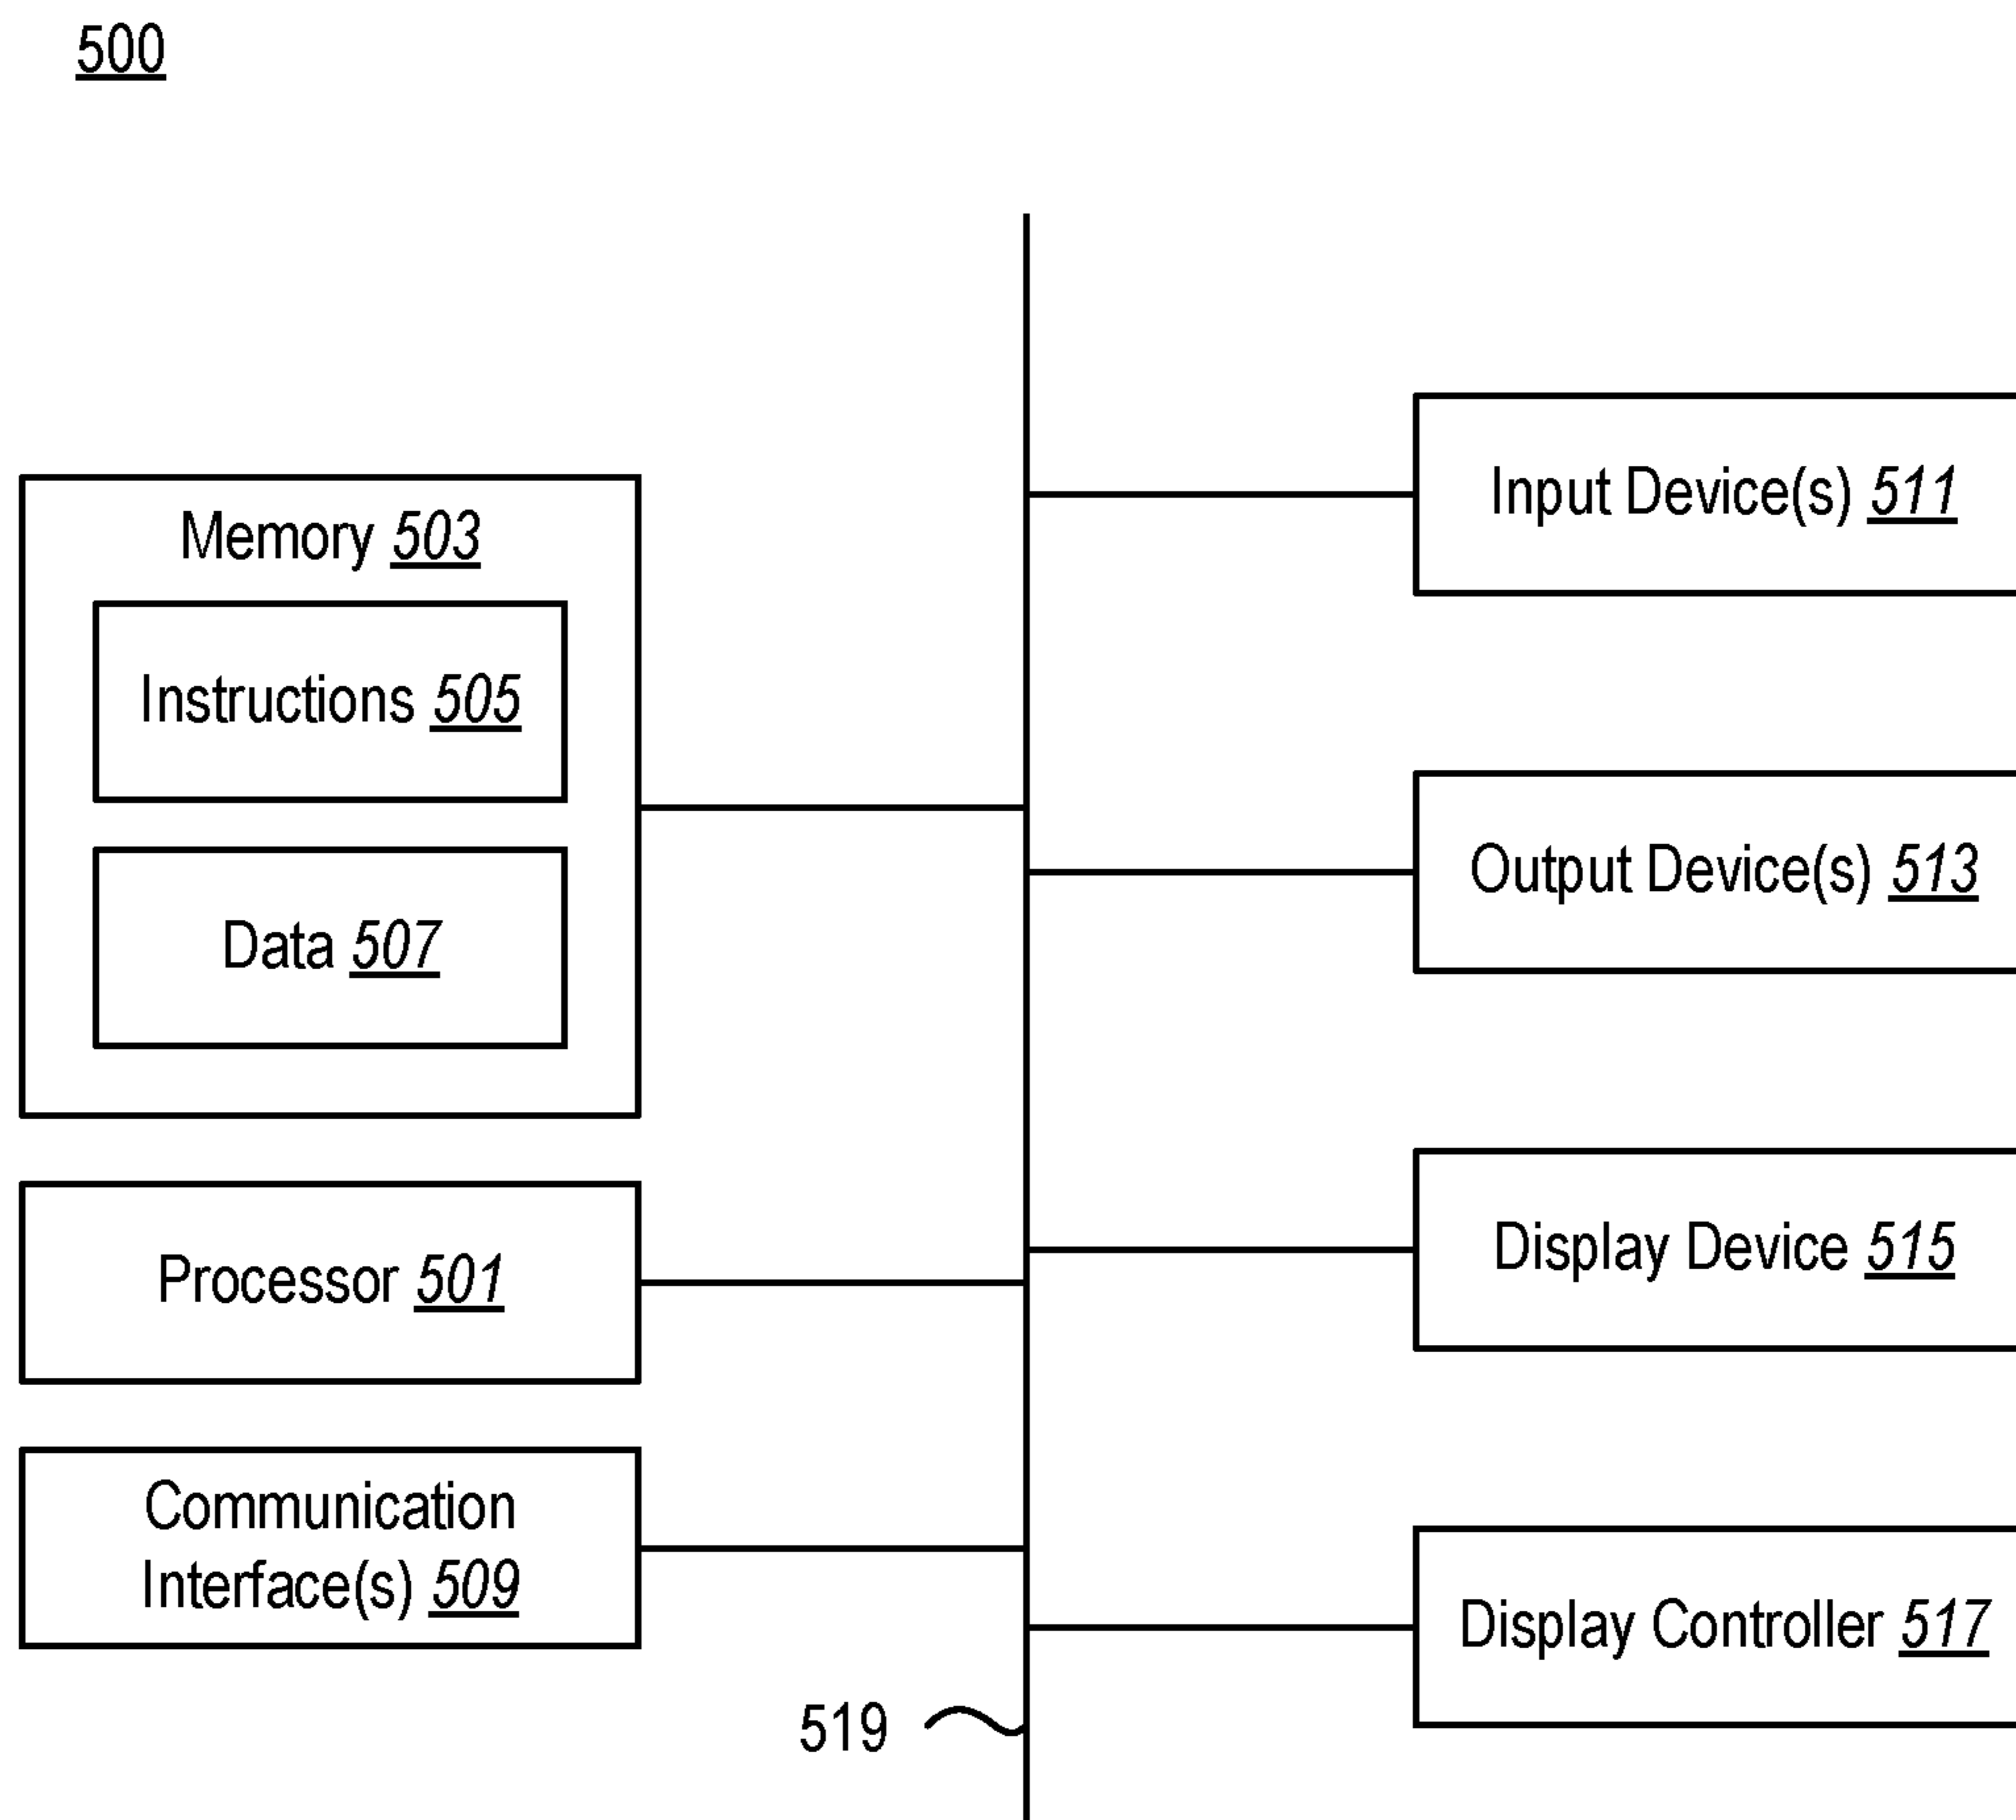 500
Memory 503
Instructions 505
Data 507
Processor 501
Communication
Interface(s) 509
Input Device(s) 511
Output Device(s) 513
Display Device 515
Display Controller 517
519